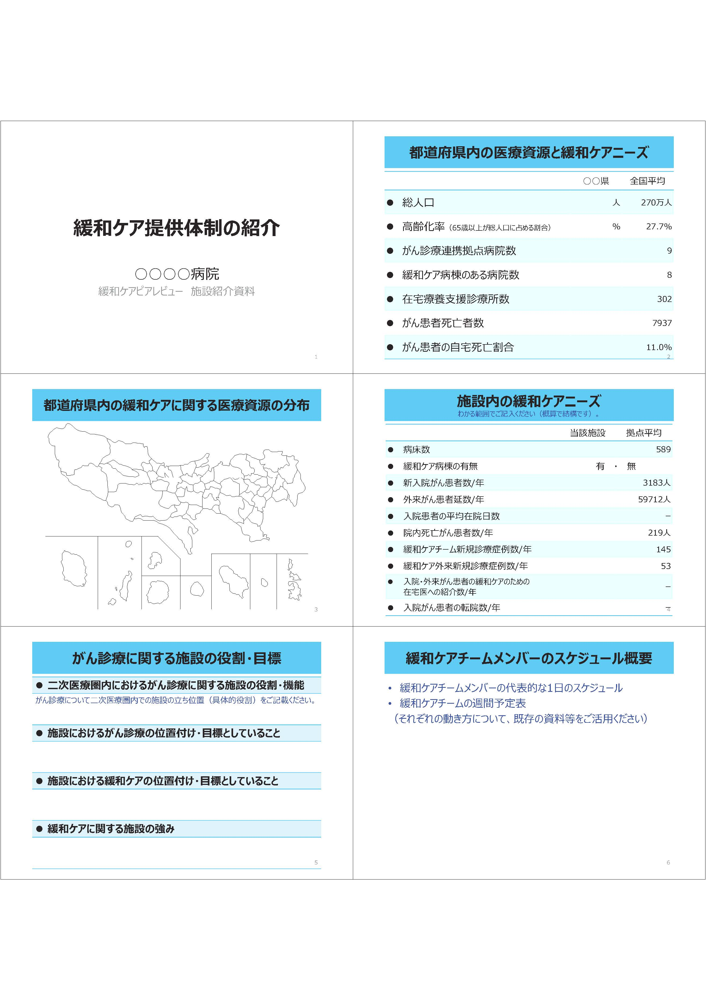 緩和ケア提供体制の紹介
○○○○病院
緩和ケアピアレビュー　施設紹介資料
1
都道府県内の医療資源と緩和ケアニーズ
○○県　全国平均
● 総人口　人　270万人
● 高齢化率（65歳以上が総人口に占める割合）　%　27.7%
● がん診療連携拠点病院数　9
● 緩和ケア病棟のある病院数　8
● 在宅療養支援診療所数　302
● がん患者死亡者数　7937
● がん患者の自宅死亡割合　11.0%
2
都道府県内の緩和ケアに関する医療資源の分布
3
施設内の緩和ケアニーズ
わかる範囲でご記入ください（概算で結構です）。
当該施設　拠点平均
● 病床数　589
● 緩和ケア病棟の有無　有　・　無
● 新入院がん患者数/年　3183人
● 外来がん患者延数/年　59712人
● 入院患者の平均在院日数　－
● 院内死亡がん患者数/年　219人
● 緩和ケアチーム新規診療症例数/年　145
● 緩和ケア外来新規診療症例数/年　53
● 入院・外来がん患者の緩和ケアのための
在宅医への紹介数/年　－
● 入院がん患者の転院数/年　－
4
がん診療に関する施設の役割・目標
● 二次医療圏内におけるがん診療に関する施設の役割・機能
がん診療について二次医療圏内での施設の立ち位置（具体的役割）をご記載ください。
● 施設におけるがん診療の位置付け・目標としていること
● 施設における緩和ケアの位置付け・目標としていること
● 緩和ケアに関する施設の強み
5
緩和ケアチームメンバーのスケジュール概要
• 緩和ケアチームメンバーの代表的な1日のスケジュール
• 緩和ケアチームの週間予定表
（それぞれの動き方について、既存の資料等をご活用ください）
6